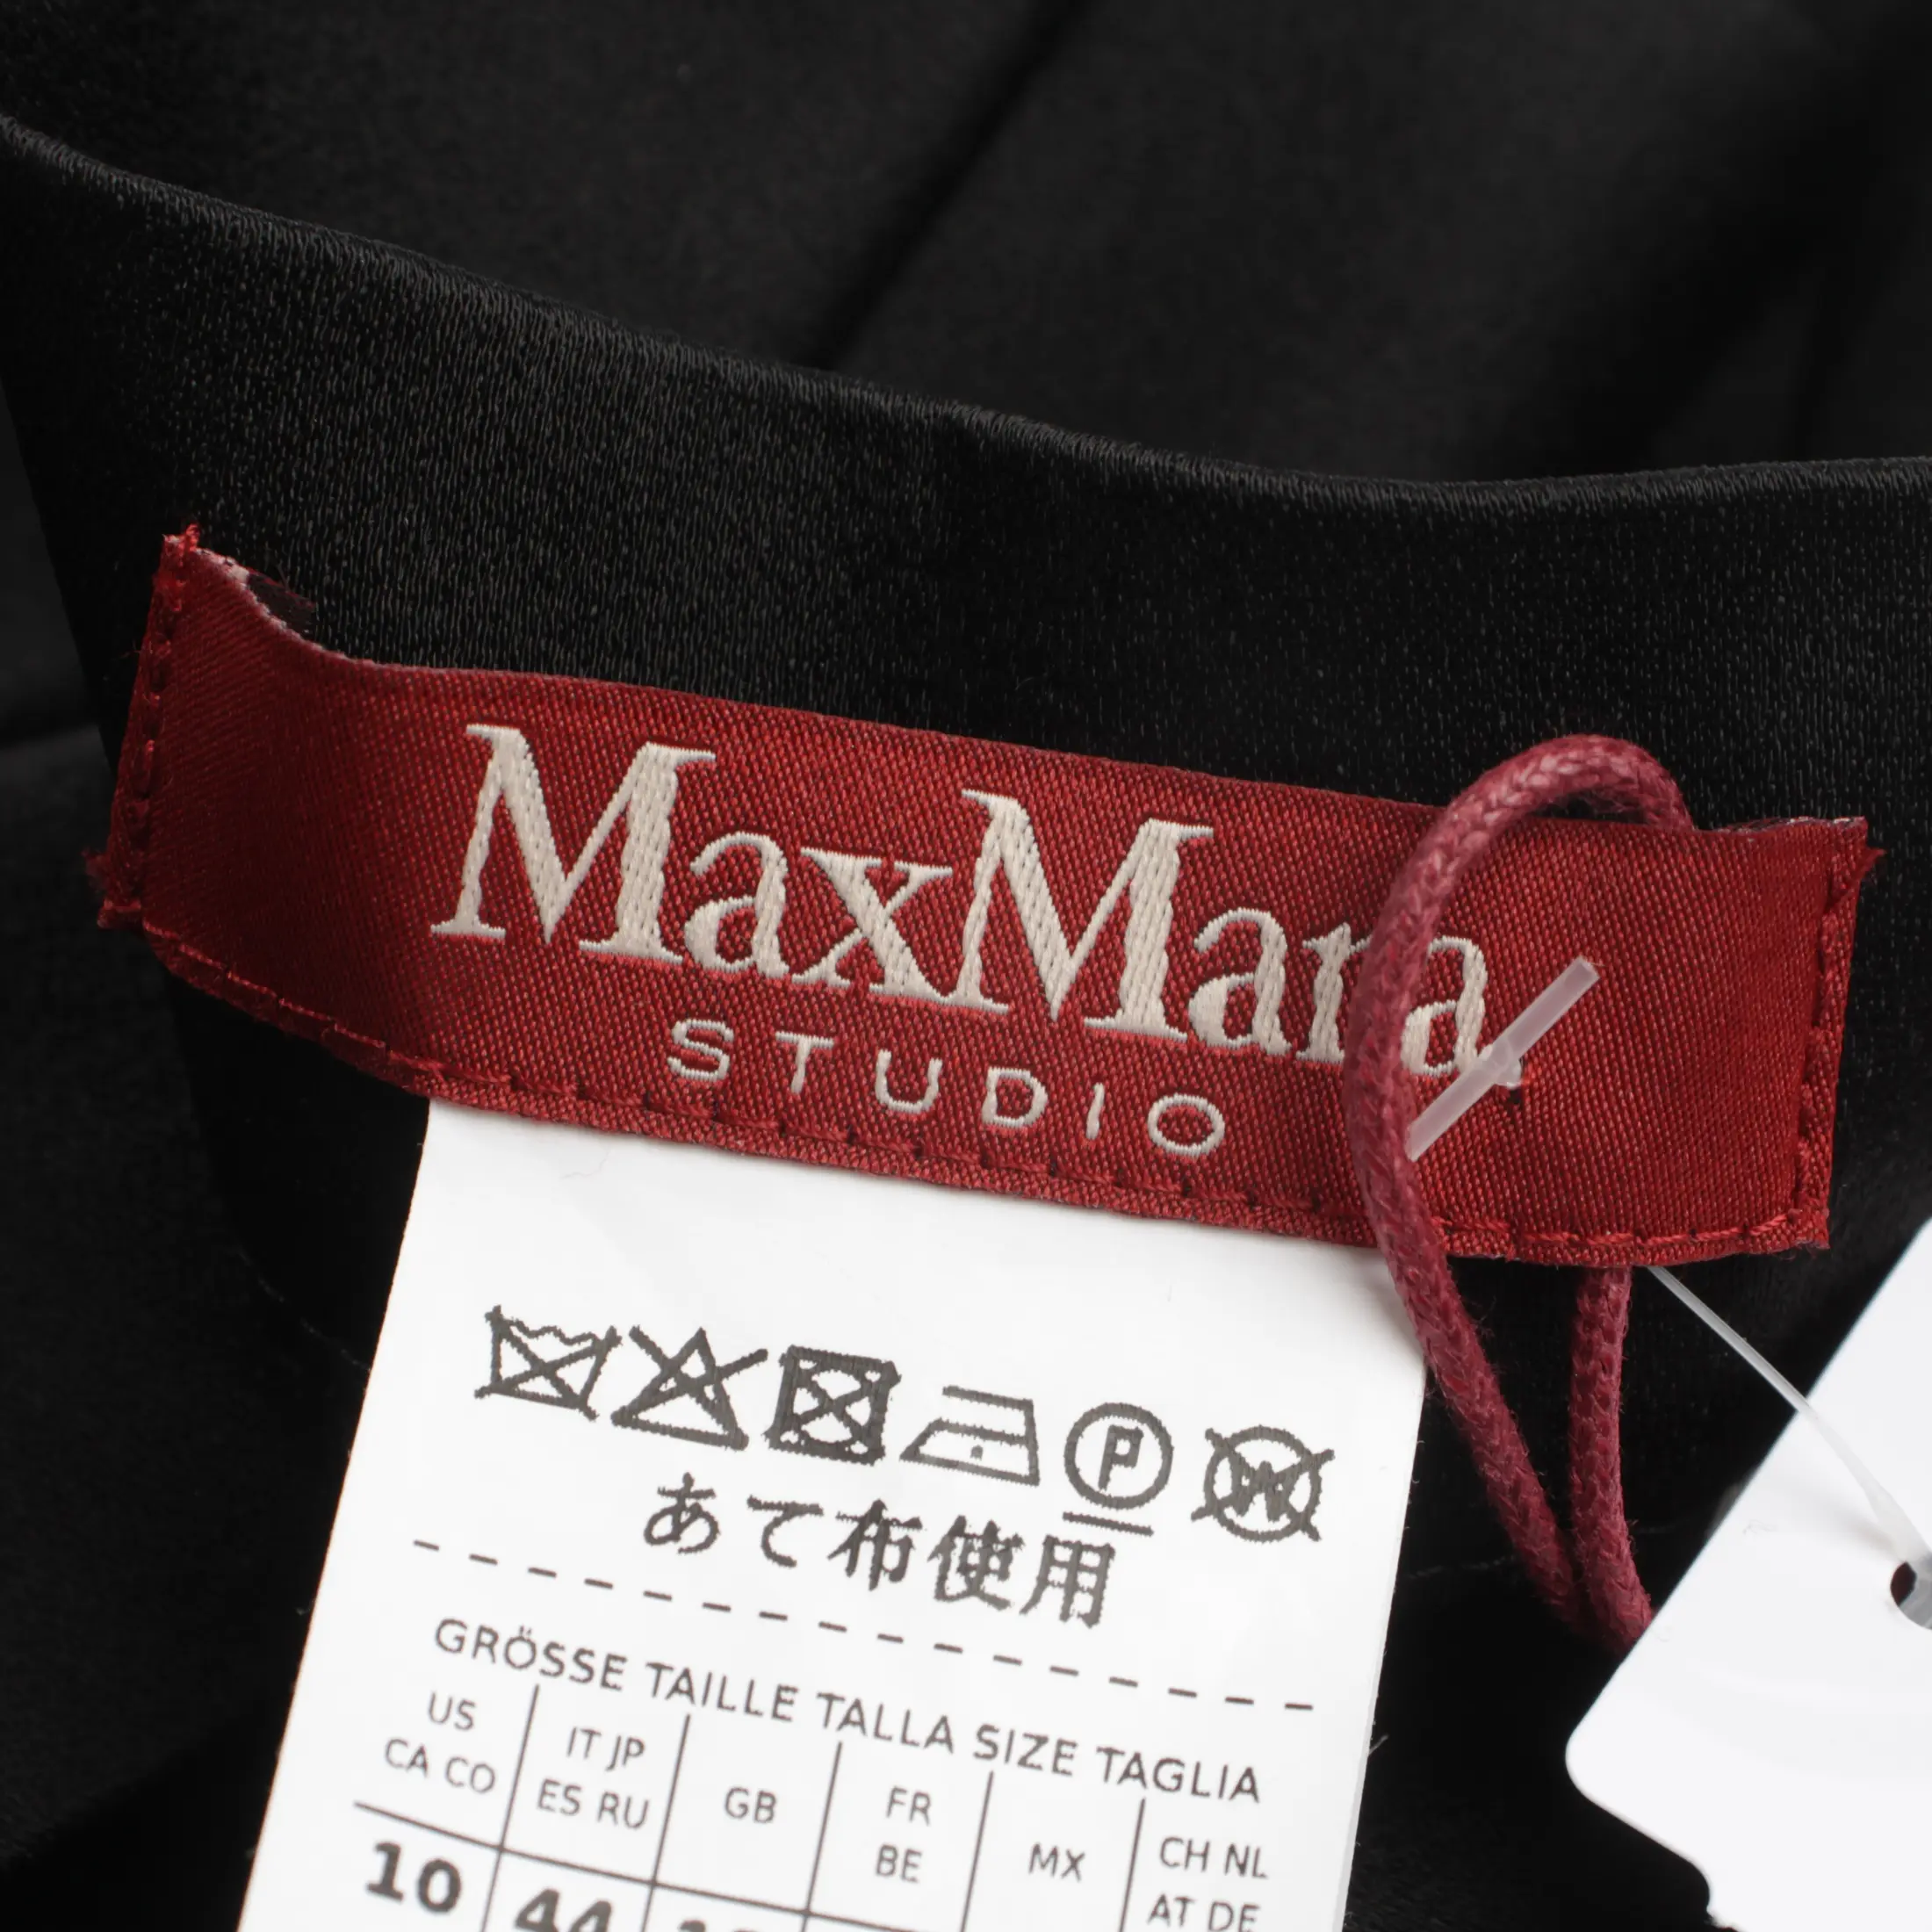 MaxMara
STUDIO
P
W
あて布使用
GRÖSSE TAILLE TALLA SIZE TAGLIA
US
CA CO
IT JP
ES RU
GB
FR
BE
MX
CH NL
AT DE
10
44